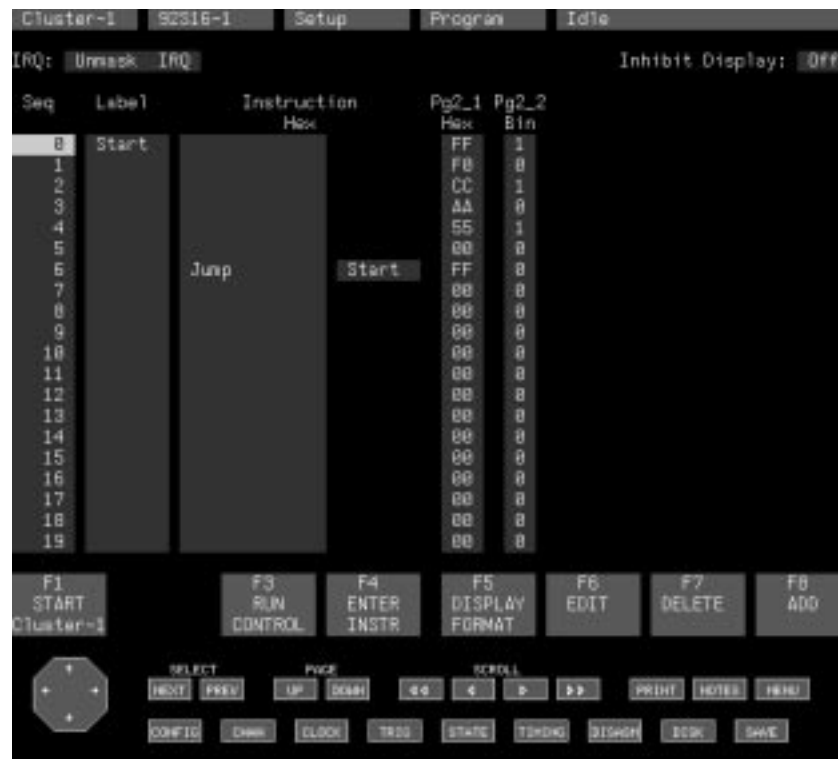 Cluster-1 92S16-1 Setup Program Idle
IRQ: Unmask IRQ Inhibit Display: Off
Seq Label Instruction Pg2_1 Pg2_2
Hex Hex Bin
0 Start FF 1
1 F0 0
2 CC 1
3 AA 0
4 55 1
5 00 0
6 Jump Start FF 0
7 00 0
8 00 0
9 00 0
10 00 0
11 00 0
12 00 0
13 00 0
14 00 0
15 00 0
16 00 0
17 00 0
18 00 0
19 00 0
F1 F3 F4 F5 F6 F7 F8
START RUN ENTER DISPLAY EDIT DELETE ADD
Cluster-1 CONTROL INSTR FORMAT
SELECT PAGE SCROLL
NEXT PREV UP DOWN PRINT NOTES MENU
CONFIG CHAN CLOCK TRIG STATE TIMING DISASM DISK SAVE